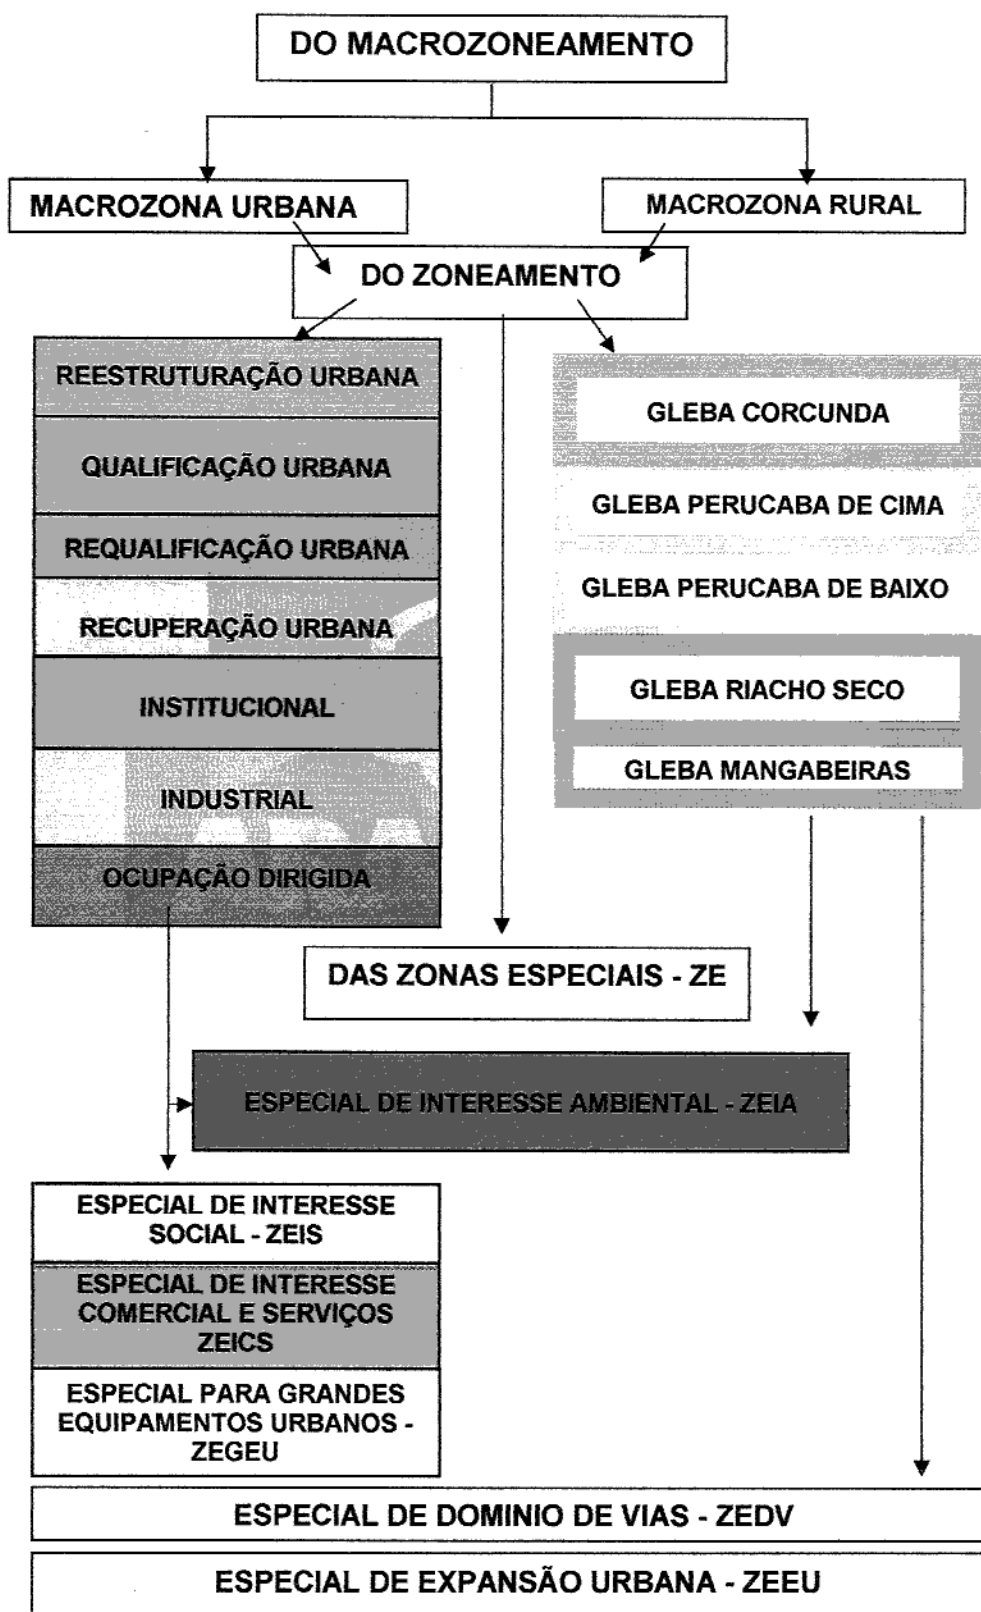 DO MACROZONEAMENTO
MACROZONA URBANA
MACROZONA RURAL
DO ZONEAMENTO
REESTRUTURAÇÃO URBANA
QUALIFICAÇÃO URBANA
REQUALIFICAÇÃO URBANA
RECUPERAÇÃO URBANA
INSTITUCIONAL
INDUSTRIAL
OCUPAÇÃO DIRIGIDA
GLEBA CORCUNDA
GLEBA PERUCABA DE CIMA
GLEBA PERUCABA DE BAIXO
GLEBA RIACHO SECO
GLEBA MANGABEIRAS
DAS ZONAS ESPECIAIS - ZE
ESPECIAL DE INTERESSE AMBIENTAL - ZEIA
ESPECIAL DE INTERESSE
SOCIAL - ZEIS
ESPECIAL DE INTERESSE
COMERCIAL E SERVIÇOS
ZEICS
ESPECIAL PARA GRANDES
EQUIPAMENTOS URBANOS -
ZEGEU
ESPECIAL DE DOMINIO DE VIAS - ZEDV
ESPECIAL DE EXPANSÃO URBANA - ZEEU